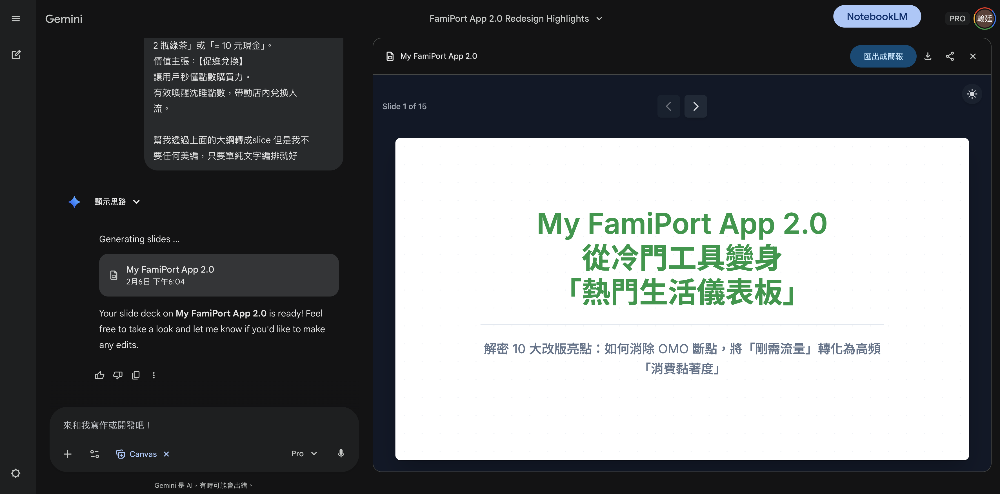 Gemini
FamiPort App 2.0 Redesign Highlights
NotebookLM
PRO
翰廷
2 瓶綠茶」或「= 10 元現金」。
價值主張：【促進兌換】
讓用戶秒懂點數購買力。
有效喚醒沈睡點數，帶動店內兌換人
流。
幫我透過上面的大綱轉成slice 但是我不
要任何美編，只要單純文字編排就好
顯示思路
Generating slides ...
My FamiPort App 2.0
2月6日 下午6:04
Your slide deck on My FamiPort App 2.0 is ready! Feel
free to take a look and let me know if you'd like to make
any edits.
來和我寫作或開發吧！
Canvas
Pro
Gemini 是 AI，有時可能會出錯。
My FamiPort App 2.0
匯出成簡報
Slide 1 of 15
My FamiPort App 2.0
從冷門工具變身
「熱門生活儀表板」
解密 10 大改版亮點：如何消除 OMO 斷點，將「剛需流量」轉化為高頻
「消費黏著度」